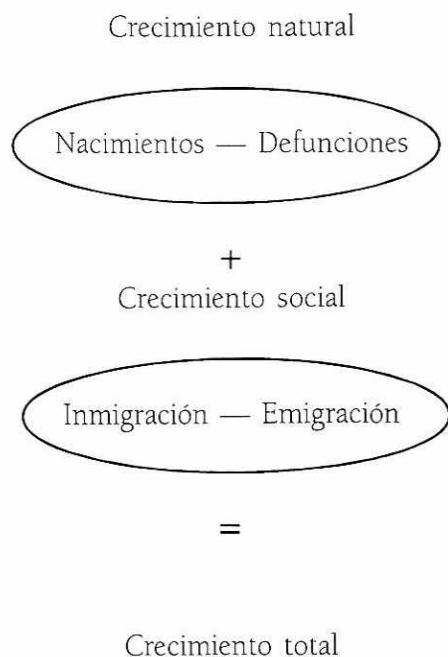 Crecimiento natural
Nacimientos — Defunciones
+
Crecimiento social
Inmigración — Emigración
=
Crecimiento total